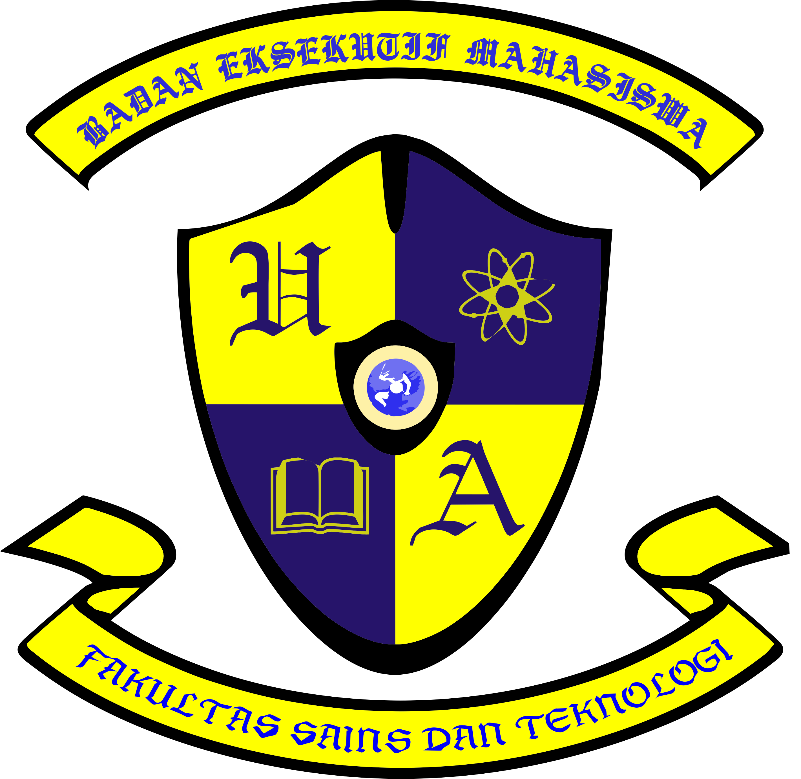 BADAN EKSEKUTIF MAHASISWA
U
A
FAKULTAS SAINS DAN TEKNOLOGI